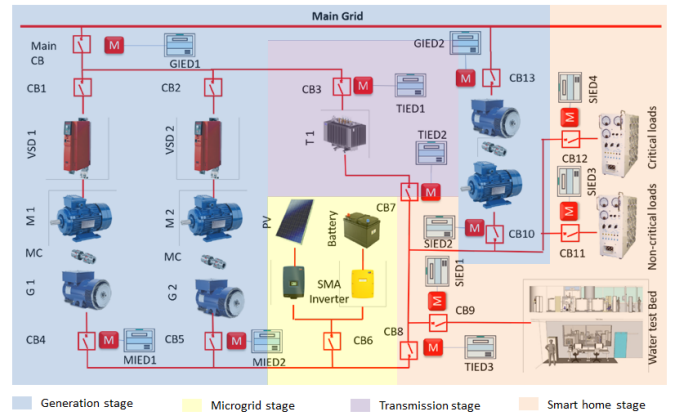 Main Grid
Main
CB
M
GIED1
GIED2
M
CB13
CB1
CB2
CB3
M
TIED1
SIED4
M
VSD 1
VSD 2
T 1
TIED2
M
CB12
Critical loads
SIED3
M
M 1
M 2
PV
Battery
CB7
SIED2
M
CB10
CB11
Non-critical loads
MC
MC
SMA
Inverter
SIED1
M
G 1
G 2
CB9
Water test Bed
CB4
M
MIED1
CB5
M
MIED2
CB6
CB8
M
TIED3
Generation stage
Microgrid stage
Transmission stage
Smart home stage